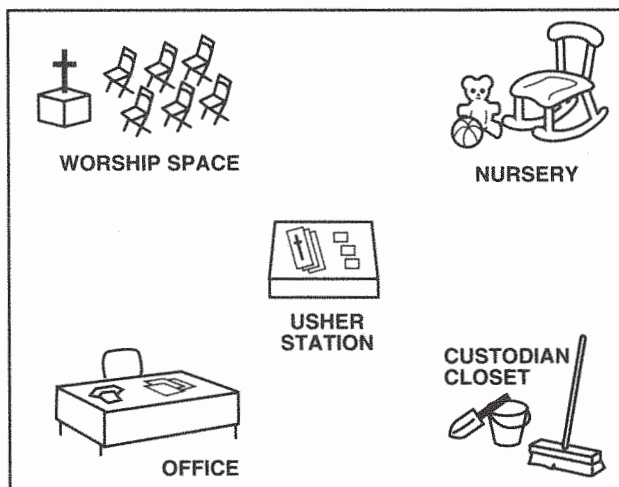 WORSHIP SPACE
NURSERY
USHER
STATION
CUSTODIAN
CLOSET
OFFICE